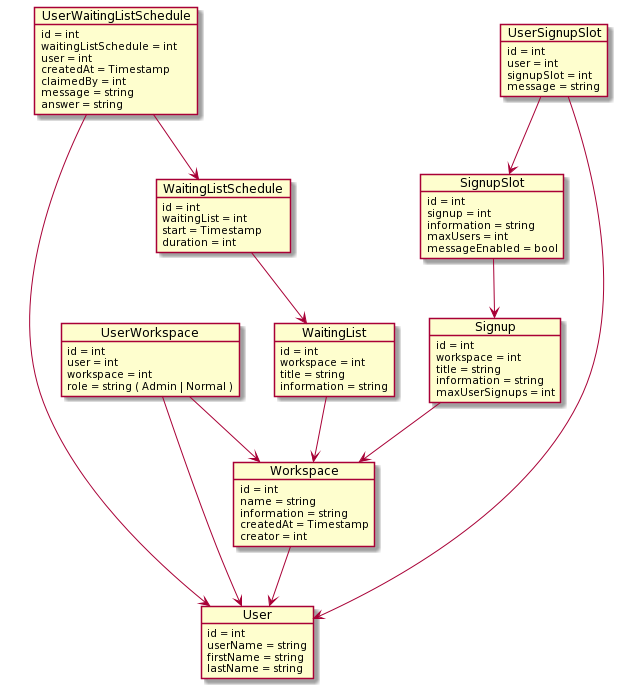 UserWaitingListSchedule
id = int
waitingListSchedule = int
user = int
createdAt = Timestamp
claimedBy = int
message = string
answer = string
UserSignupSlot
id = int
user = int
signupSlot = int
message = string
WaitingListSchedule
id = int
waitingList = int
start = Timestamp
duration = int
SignupSlot
id = int
signup = int
information = string
maxUsers = int
messageEnabled = bool
UserWorkspace
id = int
user = int
workspace = int
role = string ( Admin | Normal )
WaitingList
id = int
workspace = int
title = string
information = string
Signup
id = int
workspace = int
title = string
information = string
maxUserSignups = int
Workspace
id = int
name = string
information = string
createdAt = Timestamp
creator = int
User
id = int
userName = string
firstName = string
lastName = string